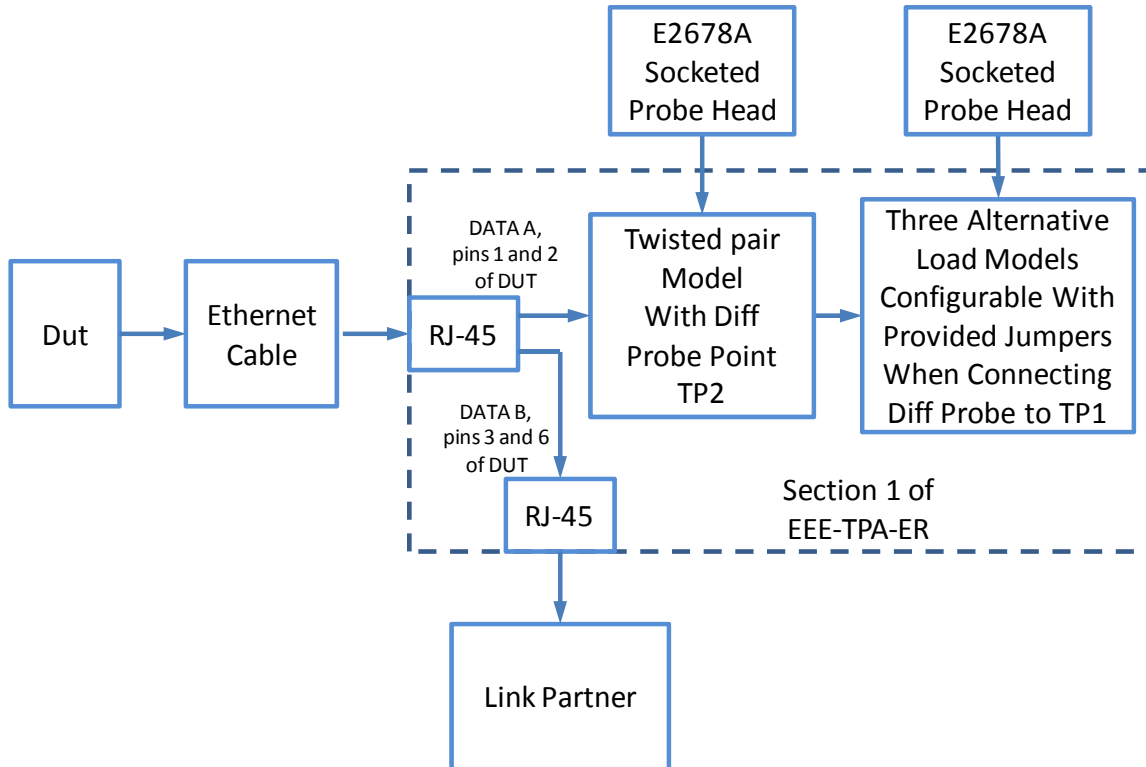 E2678A
Socketed
Probe Head
E2678A
Socketed
Probe Head
DATA A,
pins 1 and 2
of DUT
Twisted pair
Model
With Diff
Probe Point
TP2
Three Alternative
Load Models
Configurable With
Provided Jumpers
When Connecting
Diff Probe to TP1
Dut
Ethernet
Cable
RJ-45
DATA B,
pins 3 and 6
of DUT
RJ-45
Section 1 of
EEE-TPA-ER
Link Partner